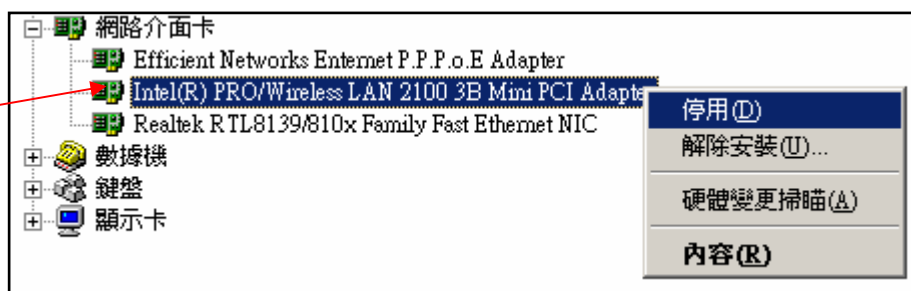 網路介面卡
Efficient Networks Enternet P.P.P.o.E Adapter
Intel(R) PRO/Wireless LAN 2100 3B Mini PCI Adapter
Realtek RTL8139/810x Family Fast Ethernet NIC
數據機
鍵盤
顯示卡
停用(D)
解除安裝(U)...
硬體變更掃瞄(A)
內容(R)